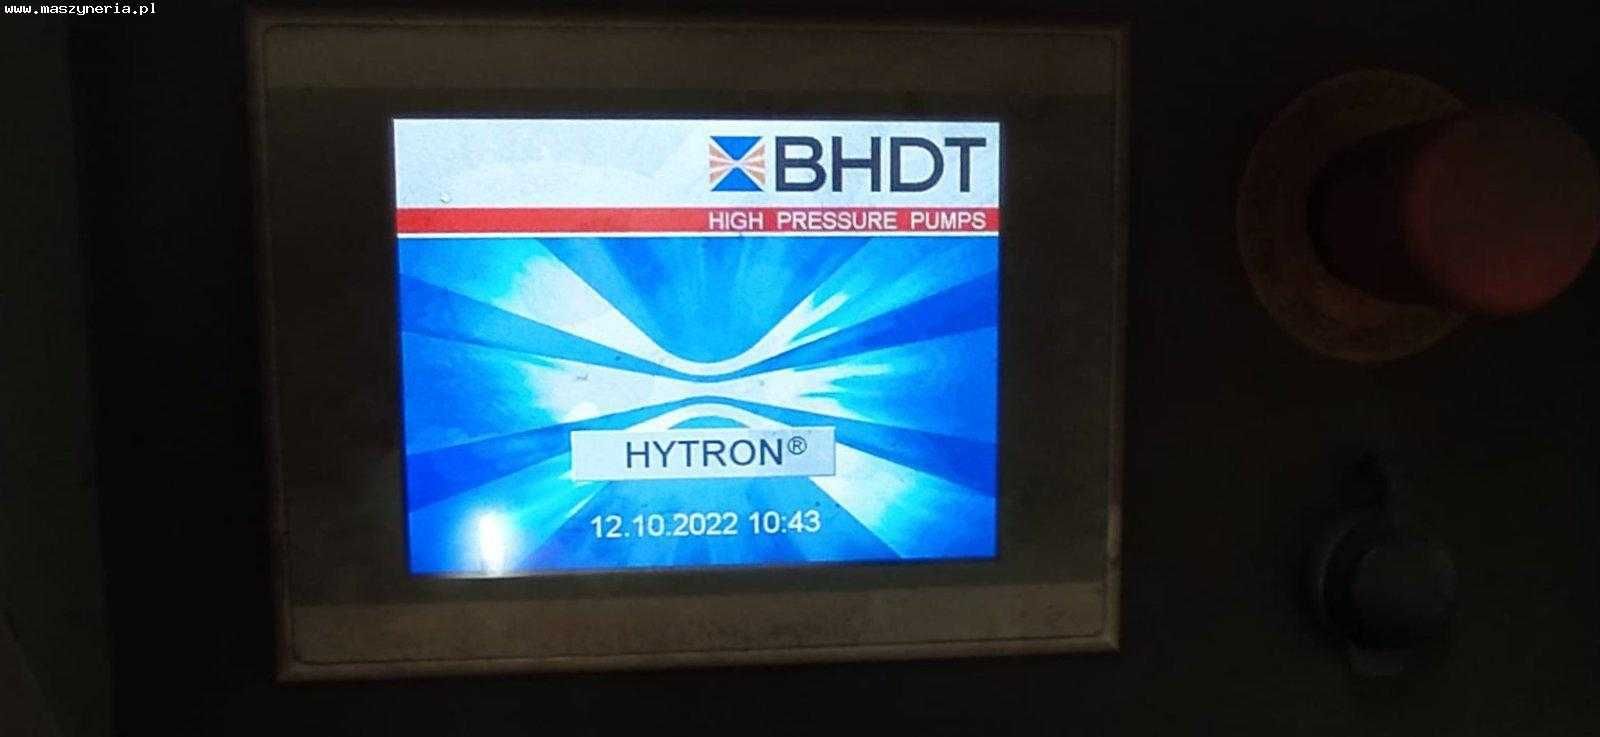 www.maszyneria.pl
BHDT
HIGH PRESSURE PUMPS
HYTRON®
12.10.2022 10:43